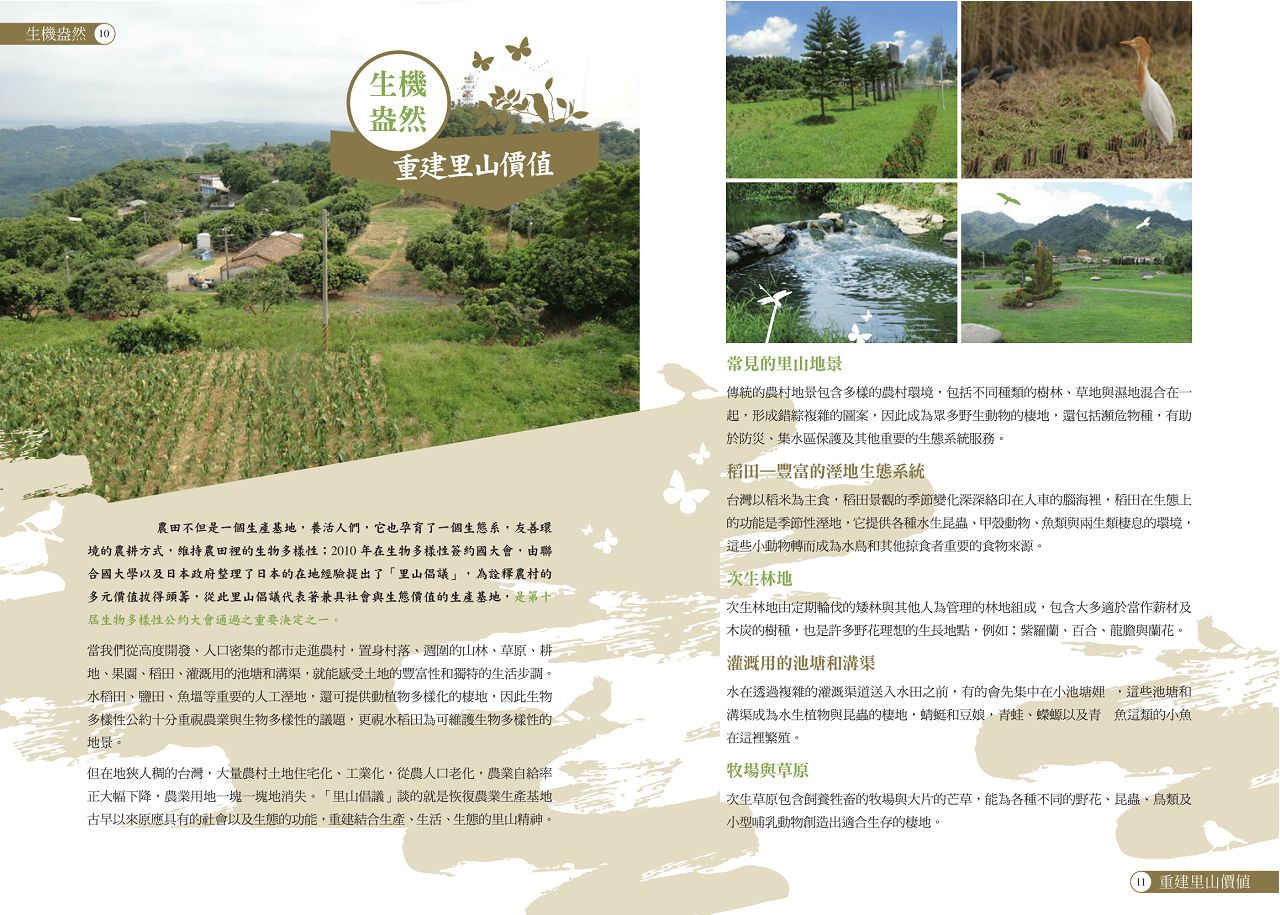 生機盎然 10
生機
盎然
重建里山價值
農田不但是一個生產基地，養活人們，它也孕育了一個生態系，友善環
境的農耕方式，維持農田裡的生物多樣性；2010 年在生物多樣性簽約國大會，由聯
合國大學以及日本政府整理了日本的在地經驗提出了「里山倡議」，為詮釋農村的
多元價值拔得頭籌，從此里山倡議代表著兼具社會與生態價值的生產基地，是第十
屆生物多樣性公約大會通過之重要決定之一。
當我們從高度開發、人口密集的都市走進農村，置身村落、週圍的山林、草原、耕
地、果園、稻田、灌溉用的池塘和溝渠，就能感受土地的豐富性和獨特的生活步調。
水稻田、鹽田、魚塭等重要的人工溼地，還可提供動植物多樣化的棲地，因此生物
多樣性公約十分重視農業與生物多樣性的議題，更視水稻田為可維護生物多樣性的
地景。
但在地狹人稠的台灣，大量農村土地住宅化、工業化，從農人口老化，農業自給率
正大幅下降，農業用地一塊一塊地消失。「里山倡議」談的就是恢復農業生產基地
古早以來原應具有的社會以及生態的功能，重建結合生產、生活、生態的里山精神。
常見的里山地景
傳統的農村地景包含多樣的農村環境，包括不同種類的樹林、草地與濕地混合在一
起，形成錯綜複雜的圖案，因此成為眾多野生動物的棲地，還包括瀕危物種，有助
於防災、集水區保護及其他重要的生態系統服務。
稻田—豐富的溼地生態系統
台灣以稻米為主食，稻田景觀的季節變化深深絡印在人車的腦海裡，稻田在生態上
的功能是季節性溼地，它提供各種水生昆蟲、甲殼動物、魚類與兩生類棲息的環境，
這些小動物轉而成為水鳥和其他掠食者重要的食物來源。
次生林地
次生林地由定期輪伐的矮林與其他人為管理的林地組成，包含大多適於當作薪材及
木炭的樹種，也是許多野花理想的生長地點，例如：紫羅蘭、百合、龍膽與蘭花。
灌溉用的池塘和溝渠
水在透過複雜的灌溉渠道送入水田之前，有的會先集中在小池塘娌　，這些池塘和
溝渠成為水生植物與昆蟲的棲地，蜻蜓和豆娘，青蛙、蠑螈以及青　魚這類的小魚
在這裡繁殖。
牧場與草原
次生草原包含飼養牲畜的牧場與大片的芒草，能為各種不同的野花、昆蟲、鳥類及
小型哺乳動物創造出適合生存的棲地。
11 重建里山價值